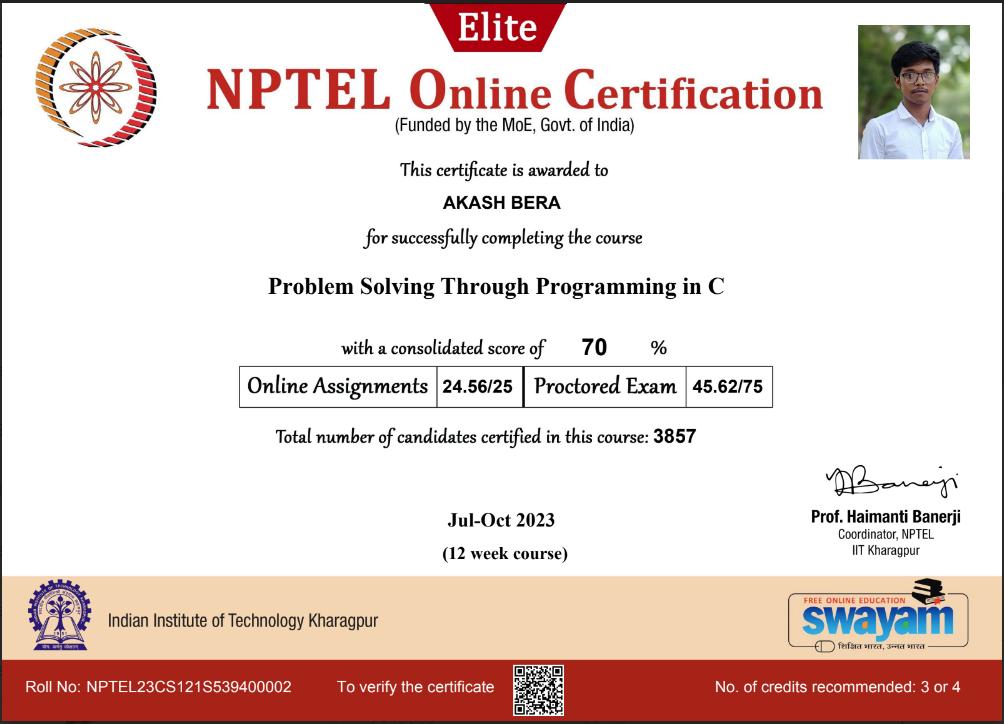 Elite
NPTEL Online Certification
(Funded by the MoE, Govt. of India)
This certificate is awarded to
AKASH BERA
for successfully completing the course
Problem Solving Through Programming in C
with a consolidated score of 70 %
Online Assignments 24.56/25 Proctored Exam 45.62/75
Total number of candidates certified in this course: 3857
Banerji
Prof. Haimanti Banerji
Coordinator, NPTEL
IIT Kharagpur
Jul-Oct 2023
(12 week course)
Indian Institute of Technology Kharagpur
FREE ONLINE EDUCATION
swayam
शिक्षित भारत, उन्नत भारत
Roll No: NPTEL23CS121S539400002 To verify the certificate No. of credits recommended: 3 or 4